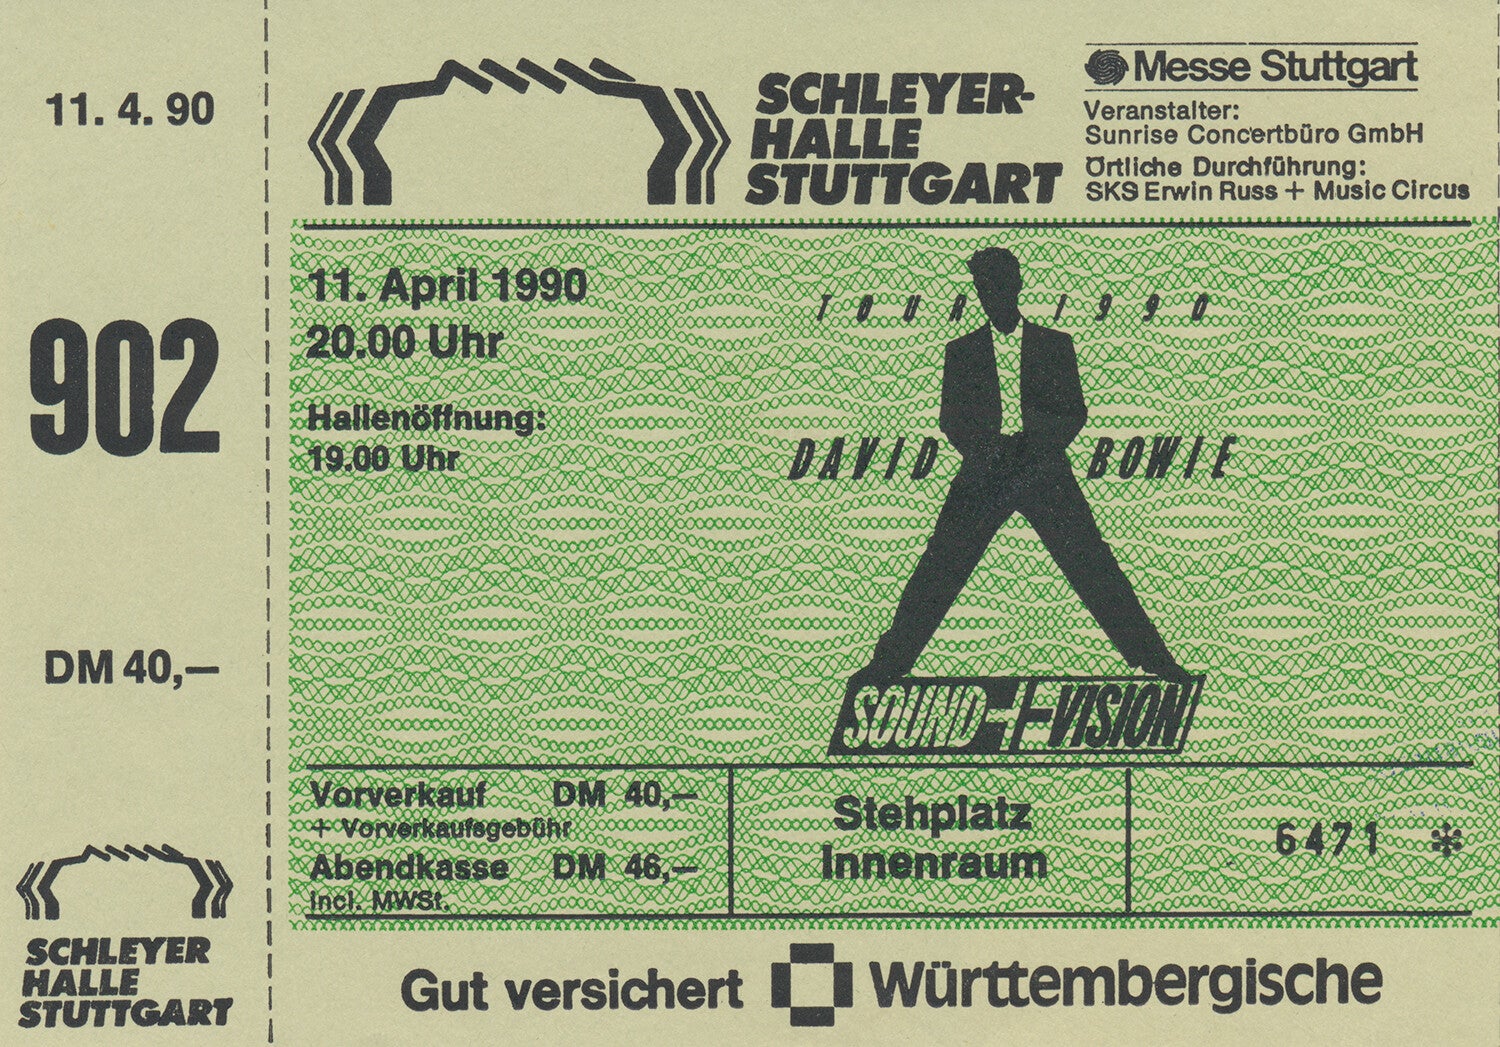 11. 4. 90
902
DM 40,—
SCHLEYER
HALLE
STUTTGART
SCHLEYER-
HALLE
STUTTGART
Messe Stuttgart
Veranstalter:
Sunrise Concertbüro GmbH
Örtliche Durchführung:
SKS Erwin Russ + Music Circus
11. April 1990
20.00 Uhr
Hallenöffnung:
19.00 Uhr
TOUR 1990
DAVID BOWIE
SOUND + VISION
Vorverkauf DM 40,—
+ Vorverkaufsgebühr
Abendkasse DM 46,—
incl. MWSt.
Stehplatz
Innenraum
6471 *
Gut versichert Württembergische